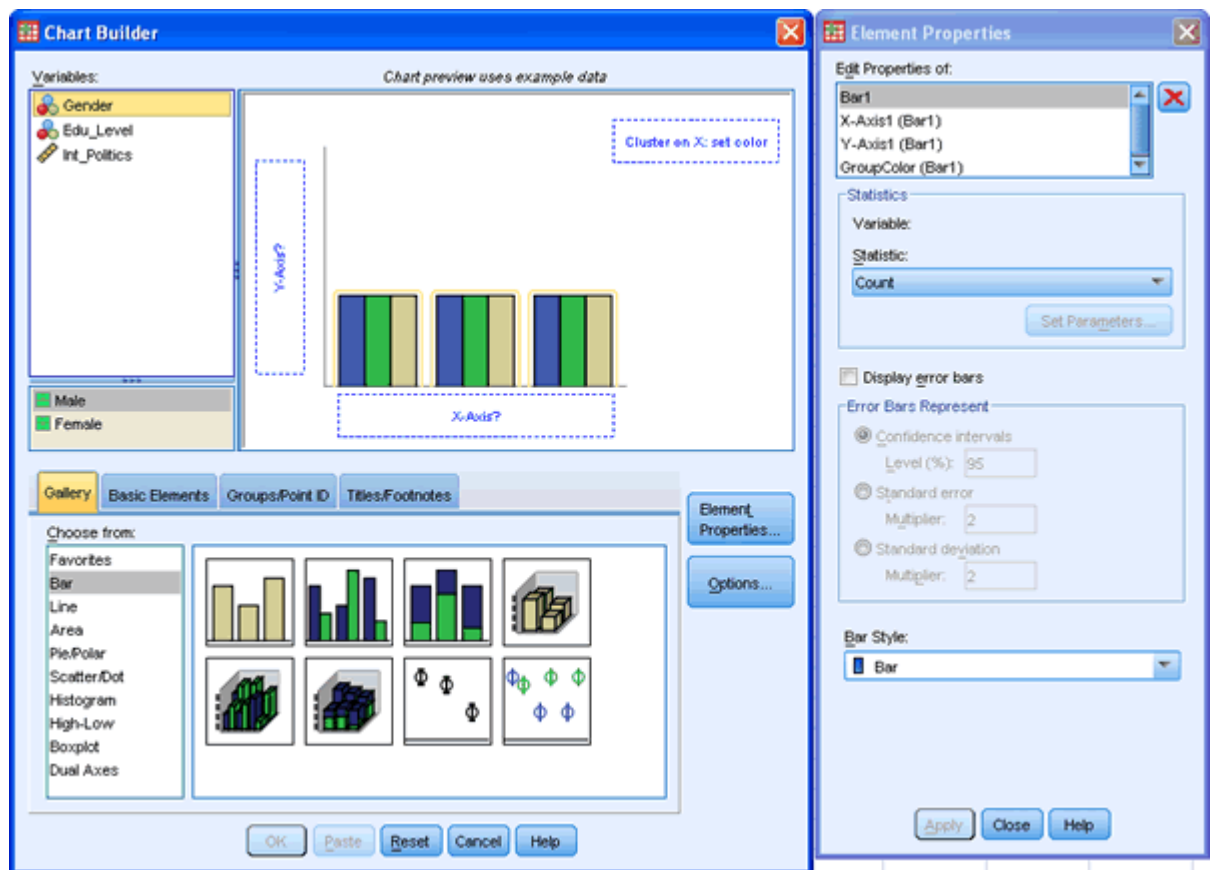 Chart Builder
Variables:
Gender
Edu_Level
Int_Politics
Male
Female
Chart preview uses example data
Cluster on X: set color
Y-Axis?
X-Axis?
Gallery
Basic Elements
Groups/Point ID
Titles/Footnotes
Choose from:
Favorites
Bar
Line
Area
Pie/Polar
Scatter/Dot
Histogram
High-Low
Boxplot
Dual Axes
Element Properties...
Options...
OK
Paste
Reset
Cancel
Help
Element Properties
Edit Properties of:
Bar1
X-Axis1 (Bar1)
Y-Axis1 (Bar1)
GroupColor (Bar1)
Statistics
Variable:
Statistic:
Count
Set Parameters...
Display error bars
Error Bars Represent
Confidence intervals
Level (%): 95
Standard error
Multiplier: 2
Standard deviation
Multiplier: 2
Bar Style:
Bar
Apply
Close
Help